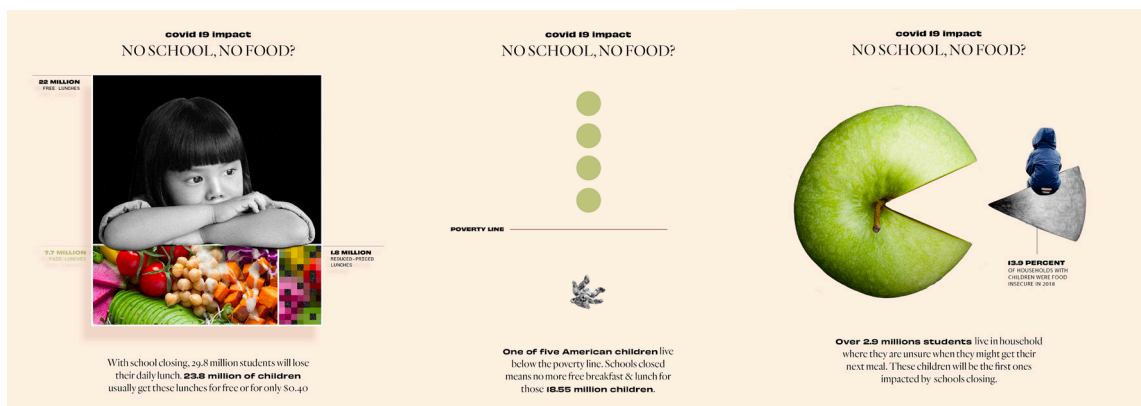 covid 19 impact
NO SCHOOL, NO FOOD?
22 MILLION
FREE LUNCHES
7.7 MILLION
PAID LUNCHES
1.8 MILLION
REDUCED-PRICED
LUNCHES
With school closing, 29.8 million students will lose
their daily lunch. 23.8 million of children
usually get these lunches for free or for only $0.40
covid 19 impact
NO SCHOOL, NO FOOD?
POVERTY LINE
One of five American children live
below the poverty line. Schools closed
means no more free breakfast & lunch for
those 18.55 million children.
covid 19 impact
NO SCHOOL, NO FOOD?
13.9 PERCENT
OF HOUSEHOLDS WITH
CHILDREN WERE FOOD
INSECURE IN 2018
Over 2.9 millions students live in household
where they are unsure when they might get their
next meal. These children will be the first ones
impacted by schools closing.